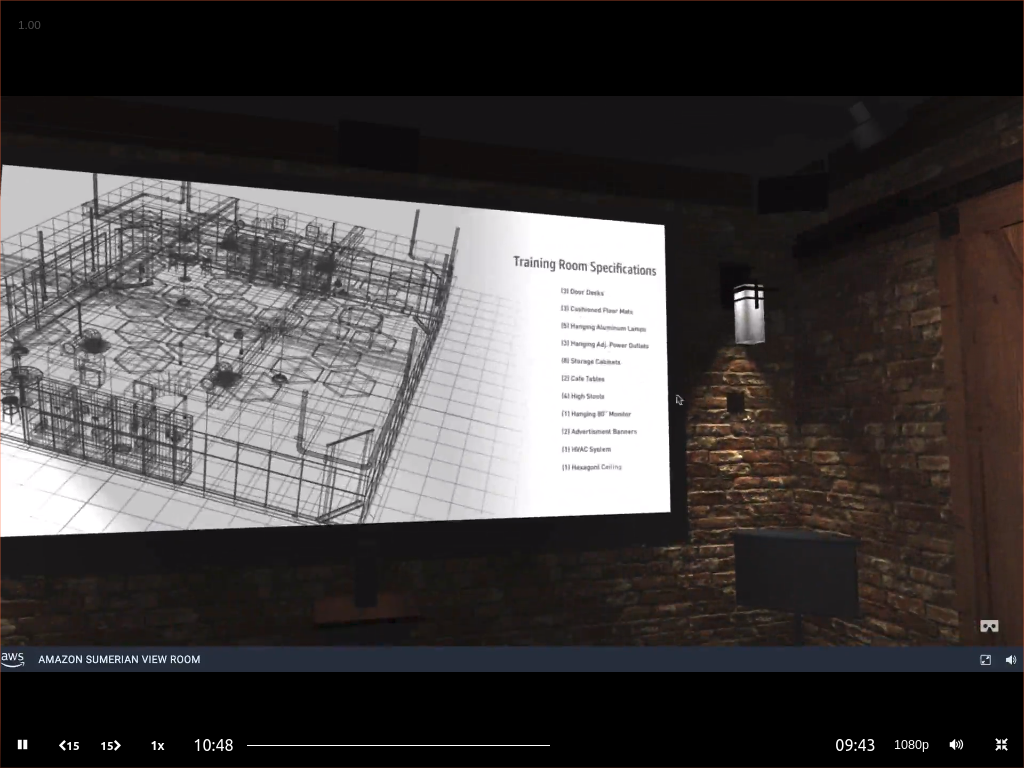 1.00
Training Room Specifications
(3) Door Desks
(3) Cushioned Floor Mats
(5) Hanging Aluminum Lamps
(3) Hanging Adj. Power Outlets
(8) Storage Cabinets
(2) Cafe Tables
(4) High Stools
(1) Hanging 80" Monitor
(2) Advertisment Banners
(1) HVAC System
(1) Hexagonl Ceiling
aws AMAZON SUMERIAN VIEW ROOM
15 15 1x 10:48 09:43 1080p